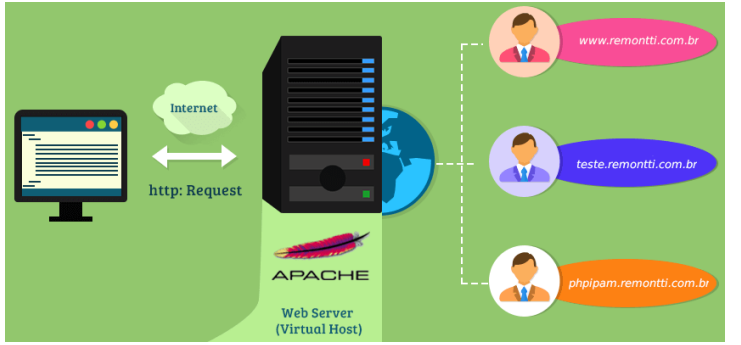 Internet
http: Request
APACHE
Web Server
(Virtual Host)
www.remontti.com.br
teste.remontti.com.br
phpipam.remontti.com.br